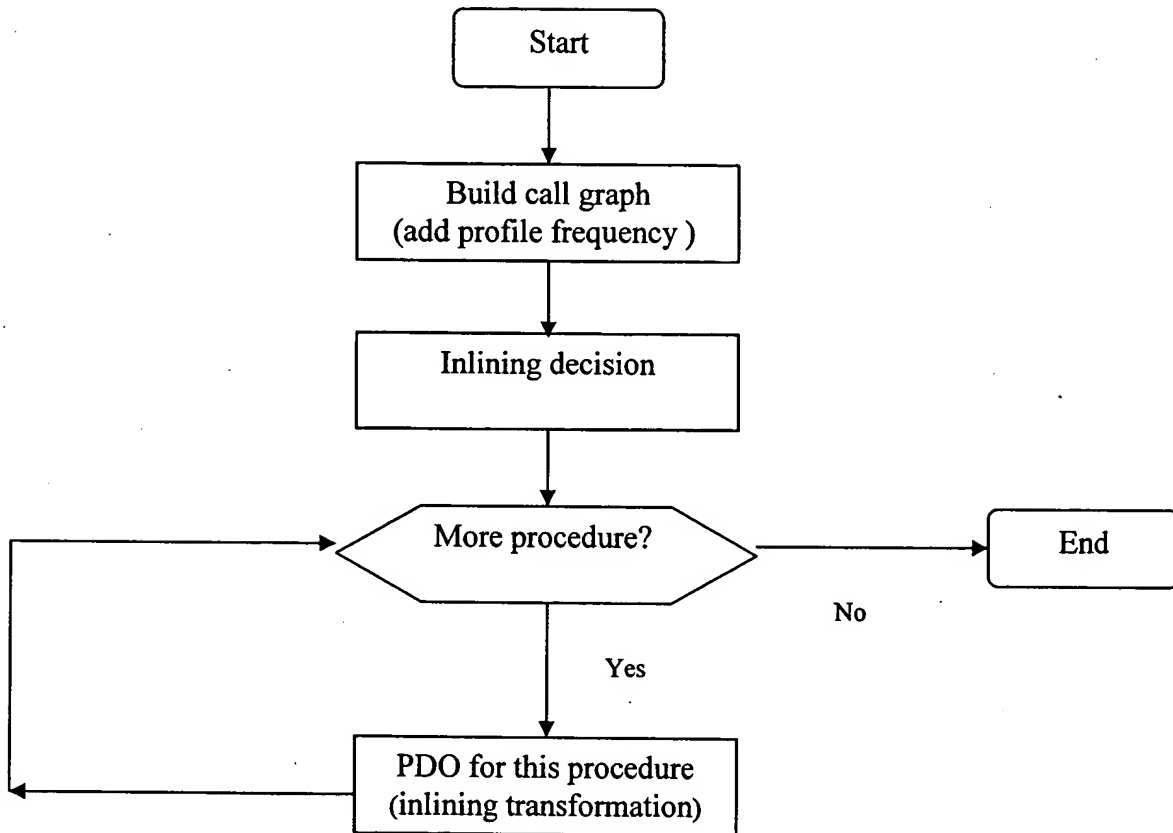 Start
Build call graph
(add profile frequency )
Inlining decision
More procedure?
End
No
Yes
PDO for this procedure
(inlining transformation)